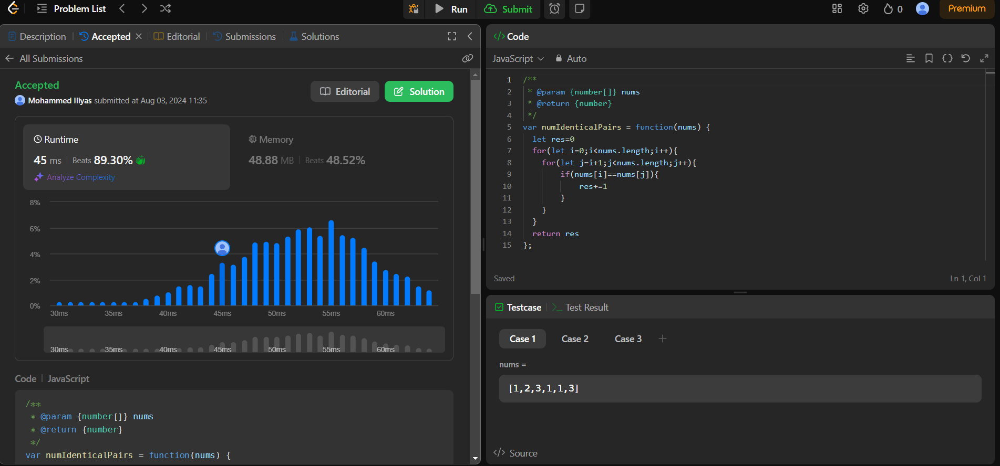 Problem List
Run
Submit
0
Premium
Description
Accepted
Editorial
Submissions
Solutions
All Submissions
Accepted
Editorial
Solution
Mohammed Iliyas submitted at Aug 03, 2024 11:35
Runtime
45 ms
Beats 89.30%
Analyze Complexity
Memory
48.88 MB
Beats 48.52%
8%
6%
4%
2%
0%
30ms 35ms 40ms 45ms 50ms 55ms 60ms
30ms 35ms 40ms 45ms 50ms 55ms 60ms
Code | JavaScript
/**
* @param {number[]} nums
* @return {number}
*/
var numIdenticalPairs = function(nums) {
</> Code
JavaScript
Auto
1 /**
2 * @param {number[]} nums
3 * @return {number}
4 */
5 var numIdenticalPairs = function(nums) {
6 let res=0
7 for(let i=0;i<nums.length;i++){
8 for(let j=i+1;j<nums.length;j++){
9 if(nums[i]==nums[j]){
10 res+=1
11 }
12 }
13 }
14 return res
15 };
Saved
Ln 1, Col 1
Testcase
>_ Test Result
Case 1
Case 2
Case 3
+
nums =
[1,2,3,1,1,3]
</> Source